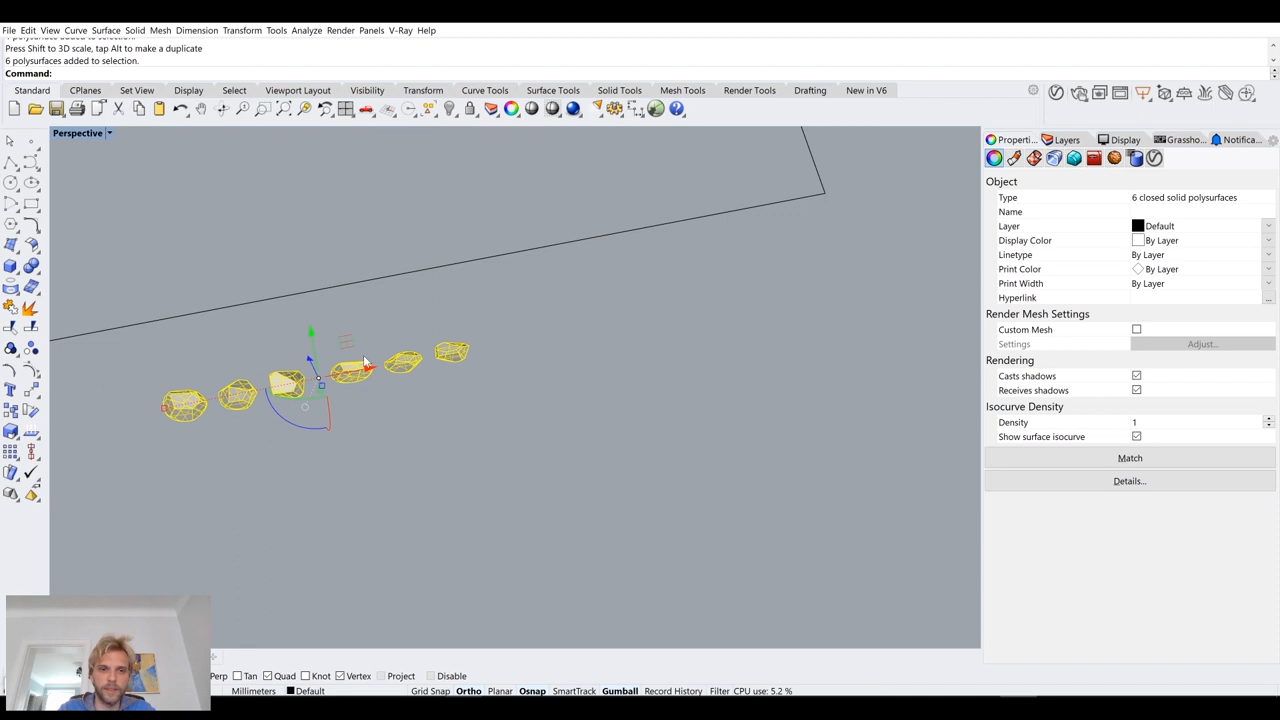 File Edit View Curve Surface Solid Mesh Dimension Transform Tools Analyze Render Panels V-Ray Help
Press Shift to 3D scale, tap Alt to make a duplicate
6 polysurfaces added to selection.
Command:
Standard CPlanes Set View Display Select Viewport Layout Visibility Transform Curve Tools Surface Tools Solid Tools Mesh Tools Render Tools Drafting New in V6
Perspective
Properti... Layers Display Grassho... Notifica...
Object
Type 6 closed solid polysurfaces
Name
Layer Default
Display Color By Layer
Linetype By Layer
Print Color By Layer
Print Width By Layer
Hyperlink ...
Render Mesh Settings
Custom Mesh
Settings Adjust...
Rendering
Casts shadows
Receives shadows
Isocurve Density
Density 1
Show surface isocurve
Match
Details...
Perp Tan Quad Knot Vertex Project Disable
Millimeters Default Grid Snap Ortho Planar Osnap SmartTrack Gumball Record History Filter CPU use: 5.2 %